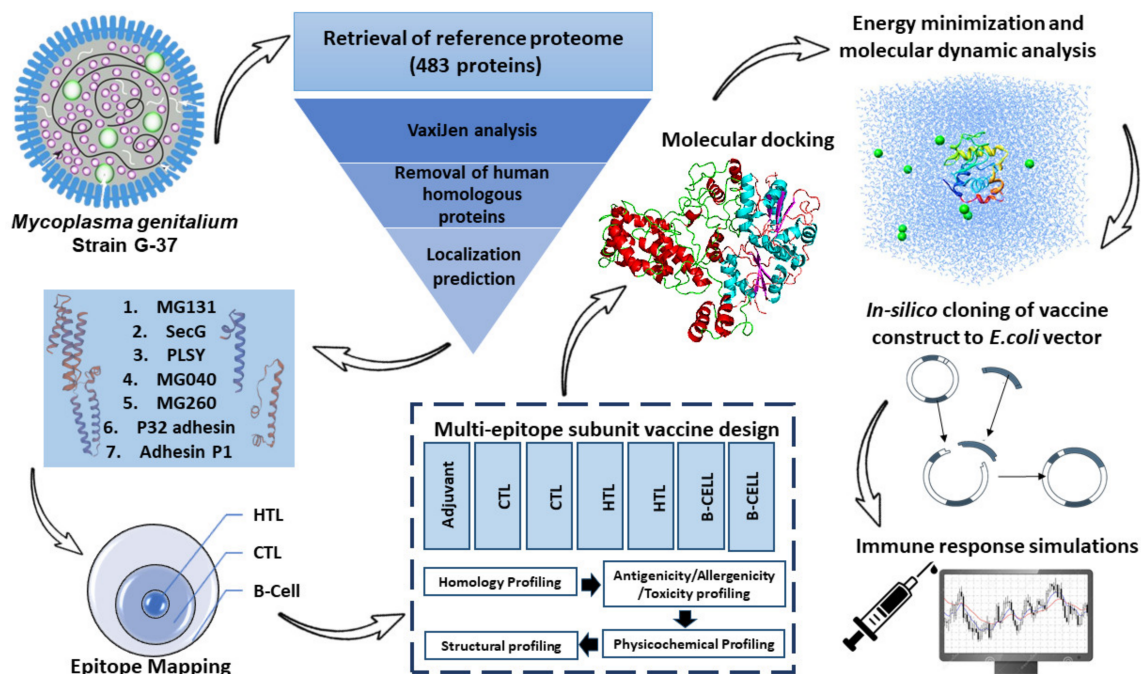 Mycoplasma genitalium
Strain G-37
Retrieval of reference proteome
(483 proteins)
VaxiJen analysis
Removal of human
homologous
proteins
Localization
prediction
1. MG131
2. SecG
3. PLSY
4. MG040
5. MG260
6. P32 adhesin
7. Adhesin P1
HTL
CTL
B-Cell
Epitope Mapping
Multi-epitope subunit vaccine design
Adjuvant
CTL
CTL
HTL
HTL
B-CELL
B-CELL
Homology Profiling
Antigenicity/Allergenicity
/Toxicity profiling
Physicochemical Profiling
Structural profiling
Molecular docking
Energy minimization and
molecular dynamic analysis
In-silico cloning of vaccine
construct to E.coli vector
Immune response simulations